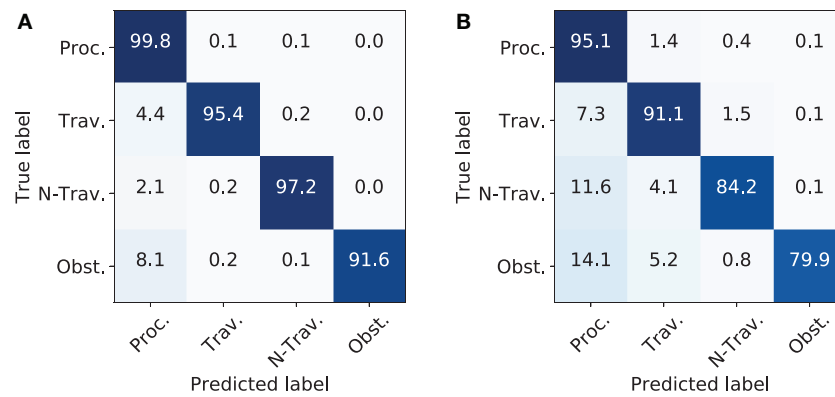 A
True label
Proc. 99.8 0.1 0.1 0.0
Trav. 4.4 95.4 0.2 0.0
N-Trav. 2.1 0.2 97.2 0.0
Obst. 8.1 0.2 0.1 91.6
Proc. Trav. N-Trav. Obst.
Predicted label
B
True label
Proc. 95.1 1.4 0.4 0.1
Trav. 7.3 91.1 1.5 0.1
N-Trav. 11.6 4.1 84.2 0.1
Obst. 14.1 5.2 0.8 79.9
Proc. Trav. N-Trav. Obst.
Predicted label